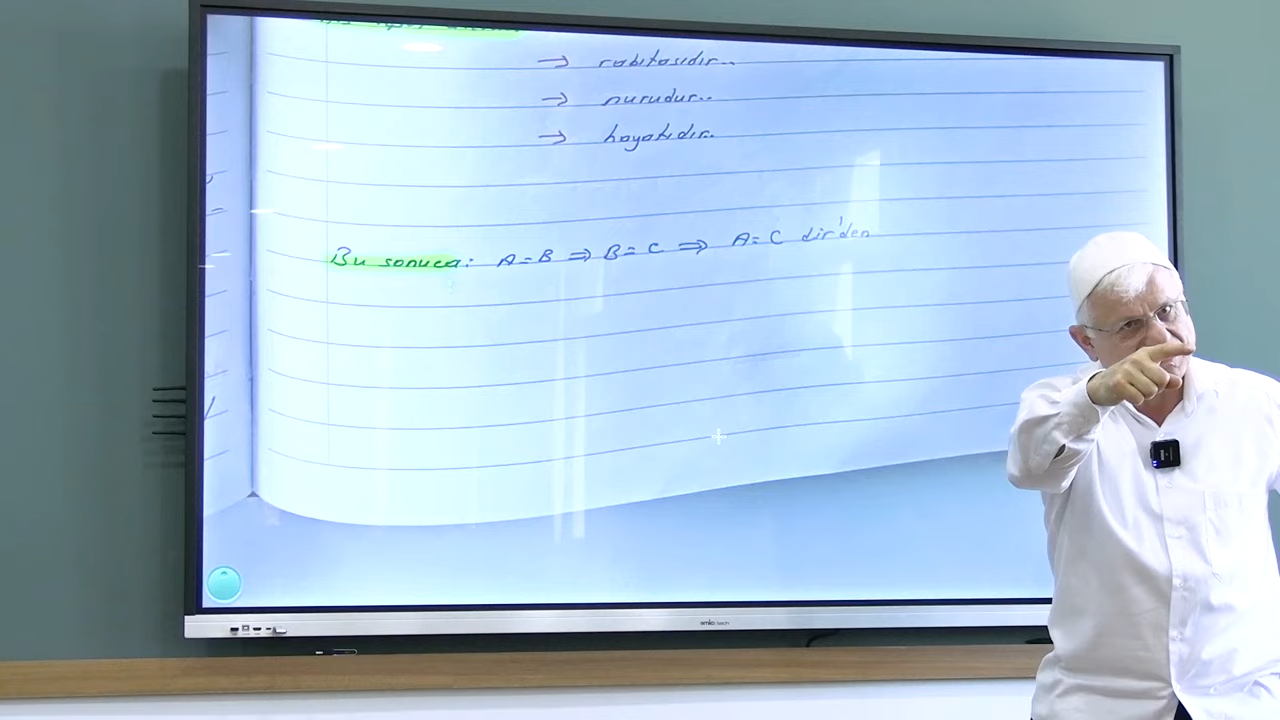 → rabıtasıdır..
→ nurudur..
→ hayatıdır.
Bu sonuca: A=B ⇒ B=C ⇒ A=C dir'den